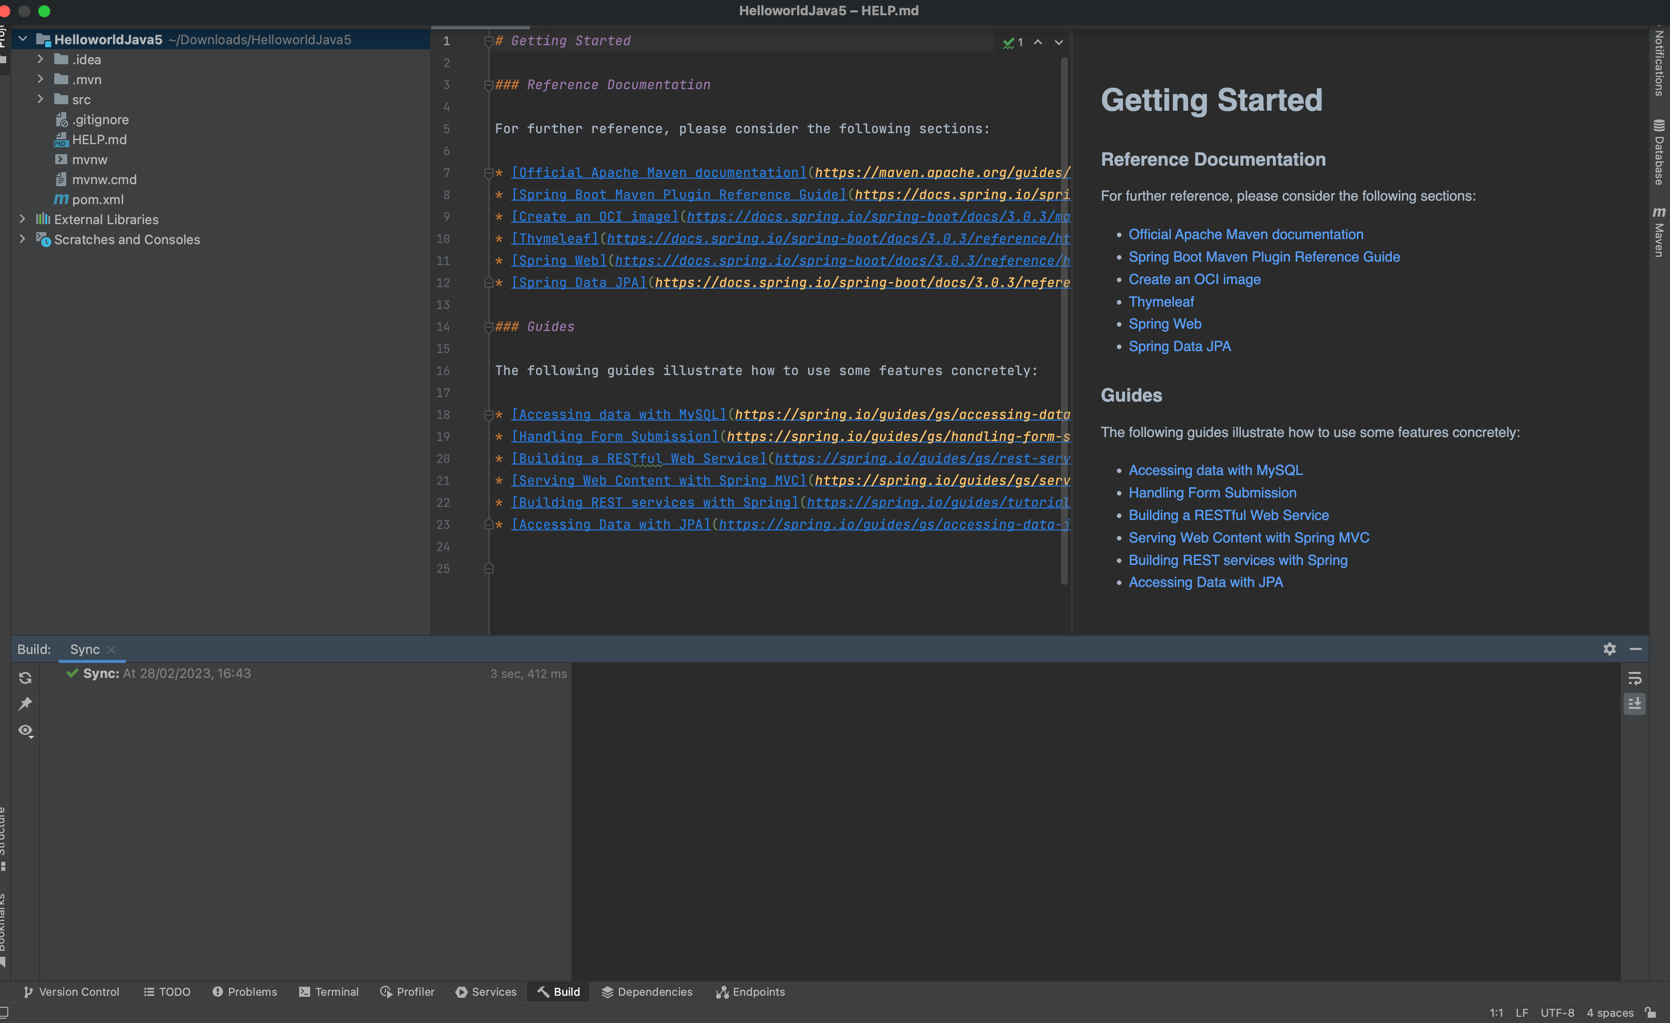 HelloworldJava5 – HELP.md
HelloworldJava5 ~/Downloads/HelloworldJava5
.idea
.mvn
src
.gitignore
HELP.md
mvnw
mvnw.cmd
pom.xml
External Libraries
Scratches and Consoles
1 # Getting Started
1
2
3 ### Reference Documentation
4
5 For further reference, please consider the following sections:
6
7 * [Official Apache Maven documentation](https://maven.apache.org/guides/
8 * [Spring Boot Maven Plugin Reference Guide](https://docs.spring.io/spri
9 * [Create an OCI image](https://docs.spring.io/spring-boot/docs/3.0.3/ma
10 * [Thymeleaf](https://docs.spring.io/spring-boot/docs/3.0.3/reference/ht
11 * [Spring Web](https://docs.spring.io/spring-boot/docs/3.0.3/reference/h
12 * [Spring Data JPA](https://docs.spring.io/spring-boot/docs/3.0.3/refere
13
14 ### Guides
15
16 The following guides illustrate how to use some features concretely:
17
18 * [Accessing data with MySQL](https://spring.io/guides/gs/accessing-data
19 * [Handling Form Submission](https://spring.io/guides/gs/handling-form-s
20 * [Building a RESTful Web Service](https://spring.io/guides/gs/rest-serv
21 * [Serving Web Content with Spring MVC](https://spring.io/guides/gs/serv
22 * [Building REST services with Spring](https://spring.io/guides/tutorial
23 * [Accessing Data with JPA](https://spring.io/guides/gs/accessing-data-j
24
25
Getting Started
Reference Documentation
For further reference, please consider the following sections:
• Official Apache Maven documentation
• Spring Boot Maven Plugin Reference Guide
• Create an OCI image
• Thymeleaf
• Spring Web
• Spring Data JPA
Guides
The following guides illustrate how to use some features concretely:
• Accessing data with MySQL
• Handling Form Submission
• Building a RESTful Web Service
• Serving Web Content with Spring MVC
• Building REST services with Spring
• Accessing Data with JPA
Notifications
Database
Maven
Build: Sync
Sync: At 28/02/2023, 16:43 3 sec, 412 ms
Structure
Bookmarks
Version Control TODO Problems Terminal Profiler Services Build Dependencies Endpoints
1:1 LF UTF-8 4 spaces